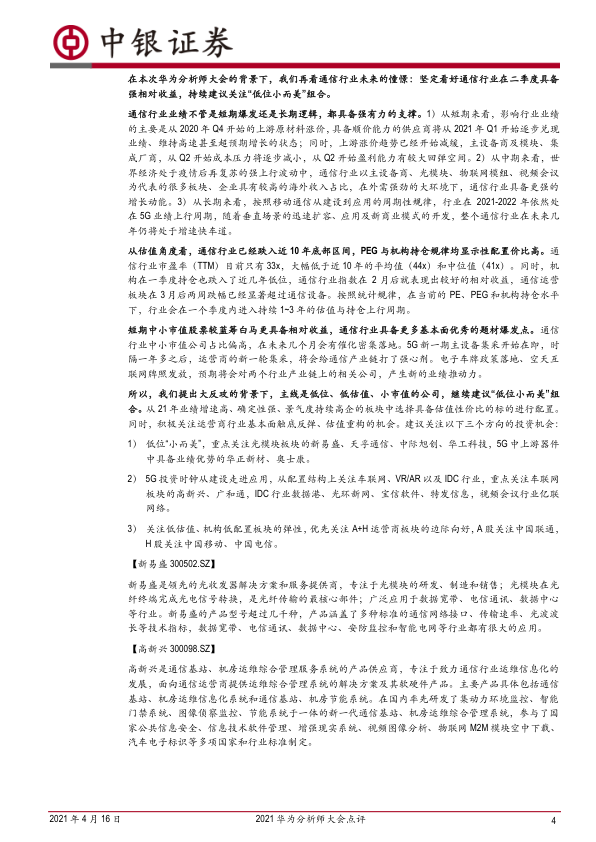 中银证券
在本次华为分析师大会的背景下，我们再看通信行业未来的憧憬：坚定看好通信行业在二季度具备
强相对收益，持续建议关注“低位小而美”组合。
通信行业业绩不管是短期爆发还是长期逻辑，都具备强有力的支撑。1）从短期来看，影响行业业绩
的主要是从 2020 年 Q4 开始的上游原材料涨价，具备顺价能力的供应商将从 2021 年 Q1 开始逐步兑现
业绩、维持高速甚至超预期增长的状态；同时，上游涨价趋势已经开始减缓，主设备商及模块、集
成厂商，从 Q2 开始成本压力将逐步减小，从 Q2 开始盈利能力有较大回弹空间。2）从中期来看，世
界经济处于疫情后再复苏的强上行波动中，通信行业以主设备商、光模块、物联网模组、视频会议
为代表的很多板块、企业具有较高的海外收入占比，在外需强劲的大环境下，通信行业具备更强的
增长动能。3）从长期来看，按照移动通信从建设到应用的周期性规律，行业在 2021-2022 年依然处
在 5G 业绩上行周期，随着垂直场景的迅速扩容、应用及新商业模式的开发，整个通信行业在未来几
年仍将处于增速快车道。
从估值角度看，通信行业已经跌入近 10 年底部区间，PEG 与机构持仓规律均显示性配置价比高。通
信行业市盈率（TTM）目前只有 33x，大幅低于近 10 年的平均值（44x）和中位值（41x）。同时，机
构在一季度持仓也跌入了近几年低位，通信行业指数在 2 月后就表现出较好的相对收益，通信运营
板块在 3 月后两周跌幅已经显著超过通信设备。按照统计规律，在当前的 PE、PEG 和机构持仓水平
下，行业会在一个季度内进入持续 1~3 年的估值与持仓上行周期。
短期中小市值股票较蓝筹白马更具备相对收益，通信行业具备更多基本面优秀的题材爆发点。通信
行业中小市值公司占比偏高，在未来几个月会有催化密集落地。5G 新一期主设备集采开始在即，时
隔一年多之后，运营商的新一轮集采，将会给通信产业链打了强心剂。电子车牌政策落地、空天互
联网牌照发放，预期将会对两个行业产业链上的相关公司，产生新的业绩推动力。
所以，我们提出大反攻的背景下，主线是低位、低估值、小市值的公司，继续建议“低位小而美”组
合。从 21 年业绩增速高、确定性强、景气度持续高企的板块中选择具备估值性价比的标的进行配置。
同时，积极关注运营商行业基本面触底反弹、估值重构的机会。建议关注以下三个方向的投资机会：
1） 低位“小而美”，重点关注光模块板块的新易盛、天孚通信、中际旭创、华工科技，5G 中上游器件
中具备业绩优势的华正新材、奥士康。
2） 5G 投资时钟从建设走进应用，从配置结构上关注车联网、VR/AR 以及 IDC 行业，重点关注车联网
板块的高新兴、广和通，IDC 行业数据港、光环新网、宝信软件、特发信息，视频会议行业亿联
网络。
3） 关注低估值、机构低配置板块的弹性，优先关注 A+H 运营商板块的边际向好，A 股关注中国联通，
H 股关注中国移动、中国电信。
【新易盛 300502.SZ】
新易盛是领先的光收发器解决方案和服务提供商，专注于光模块的研发、制造和销售；光模块在光
纤终端完成光电信号转换，是光纤传输的最核心部件；广泛应用于数据宽带、电信通讯、数据中心
等行业。新易盛的产品型号超过几千种，产品涵盖了多种标准的通信网络接口、传输速率、光波波
长等技术指标，数据宽带、电信通讯、数据中心、安防监控和智能电网等行业都有很大的应用。
【高新兴 300098.SZ】
高新兴是通信基站、机房运维综合管理服务系统的产品供应商，专注于致力通信行业运维信息化的
发展，面向通信运营商提供运维综合管理系统的解决方案及其软硬件产品。主要产品具体包括通信
基站、机房运维信息化系统和通信基站、机房节能系统。在国内率先研发了集动力环境监控、智能
门禁系统、图像侦察监控、节能系统于一体的新一代通信基站、机房运维综合管理系统，参与了国
家公共信息安全、信息技术软件管理、增强现实系统、视频图像分析、物联网 M2M 模块空中下载、
汽车电子标识等多项国家和行业标准制定。
2021 年 4 月 16 日
2021 华为分析师大会点评
4